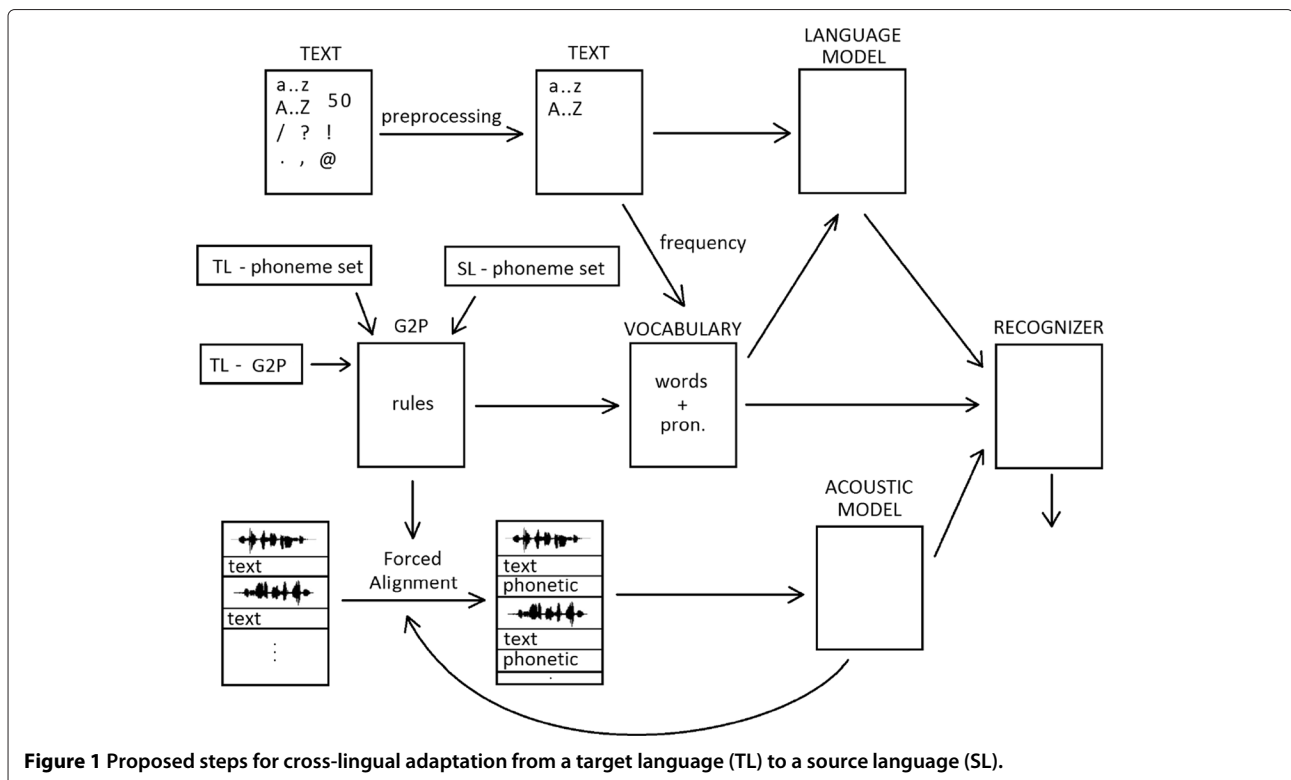 TEXT
a..z
A..Z 50
/ ? !
. , @
preprocessing
TEXT
a..z
A..Z
LANGUAGE
MODEL
frequency
TL - phoneme set
SL - phoneme set
TL - G2P
G2P
rules
VOCABULARY
words
+
pron.
RECOGNIZER
text
text
⋮
Forced
Alignment
text
phonetic
text
phonetic
.
ACOUSTIC
MODEL
Figure 1 Proposed steps for cross-lingual adaptation from a target language (TL) to a source language (SL).